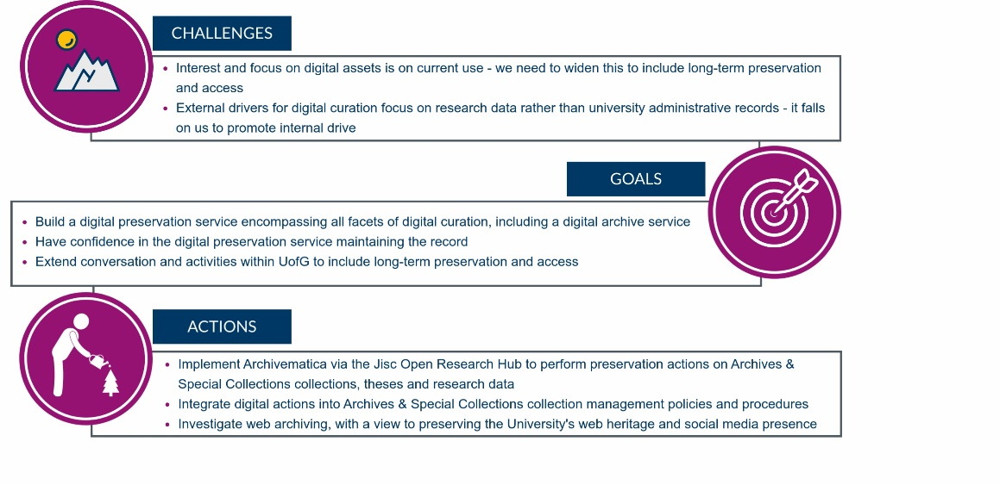 CHALLENGES
• Interest and focus on digital assets is on current use - we need to widen this to include long-term preservation
and access
• External drivers for digital curation focus on research data rather than university administrative records - it falls
on us to promote internal drive
GOALS
• Build a digital preservation service encompassing all facets of digital curation, including a digital archive service
• Have confidence in the digital preservation service maintaining the record
• Extend conversation and activities within UofG to include long-term preservation and access
ACTIONS
• Implement Archivematica via the Jisc Open Research Hub to perform preservation actions on Archives &
Special Collections collections, theses and research data
• Integrate digital actions into Archives & Special Collections collection management policies and procedures
• Investigate web archiving, with a view to preserving the University's web heritage and social media presence